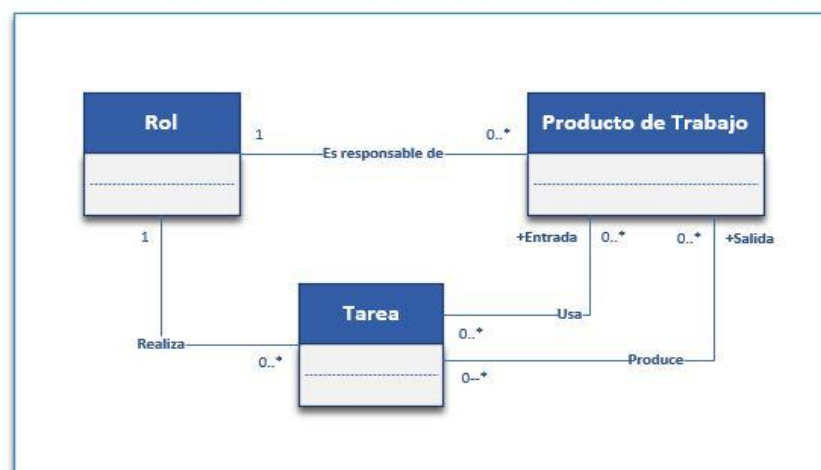 Rol
Producto de Trabajo
1
0..*
Es responsable de
1
+Entrada
0..*
0..*
+Salida
Tarea
Usa
0..*
Realiza
0..*
Produce
0--*